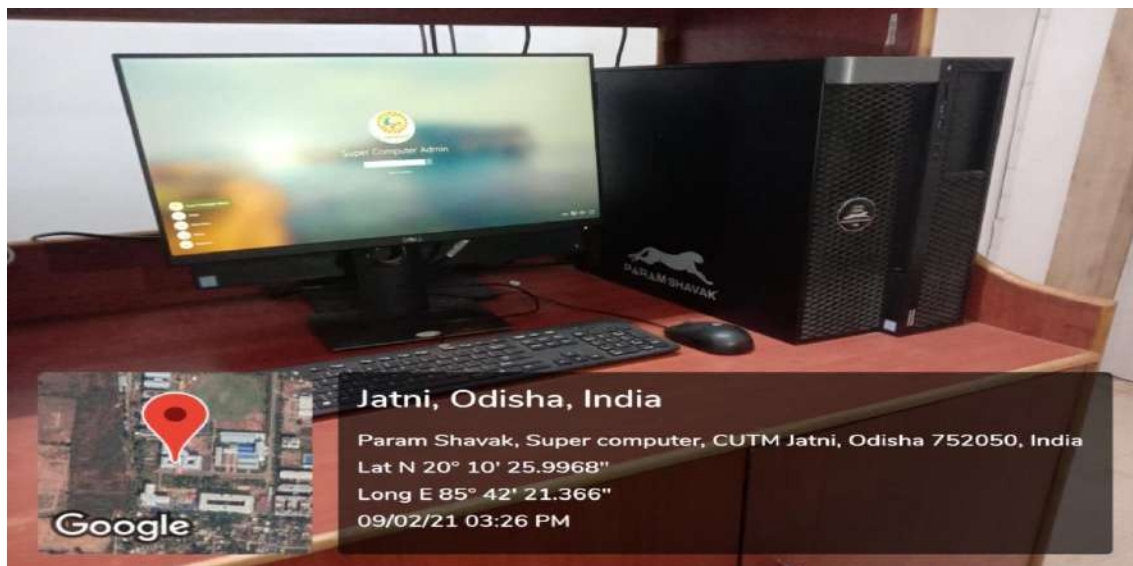 Super Computer Admin
DELL
PARAM SHAVAK
Jatni, Odisha, India
Param Shavak, Super computer, CUTM Jatni, Odisha 752050, India
Lat N 20° 10' 25.9968"
Long E 85° 42' 21.366"
09/02/21 03:26 PM
Google